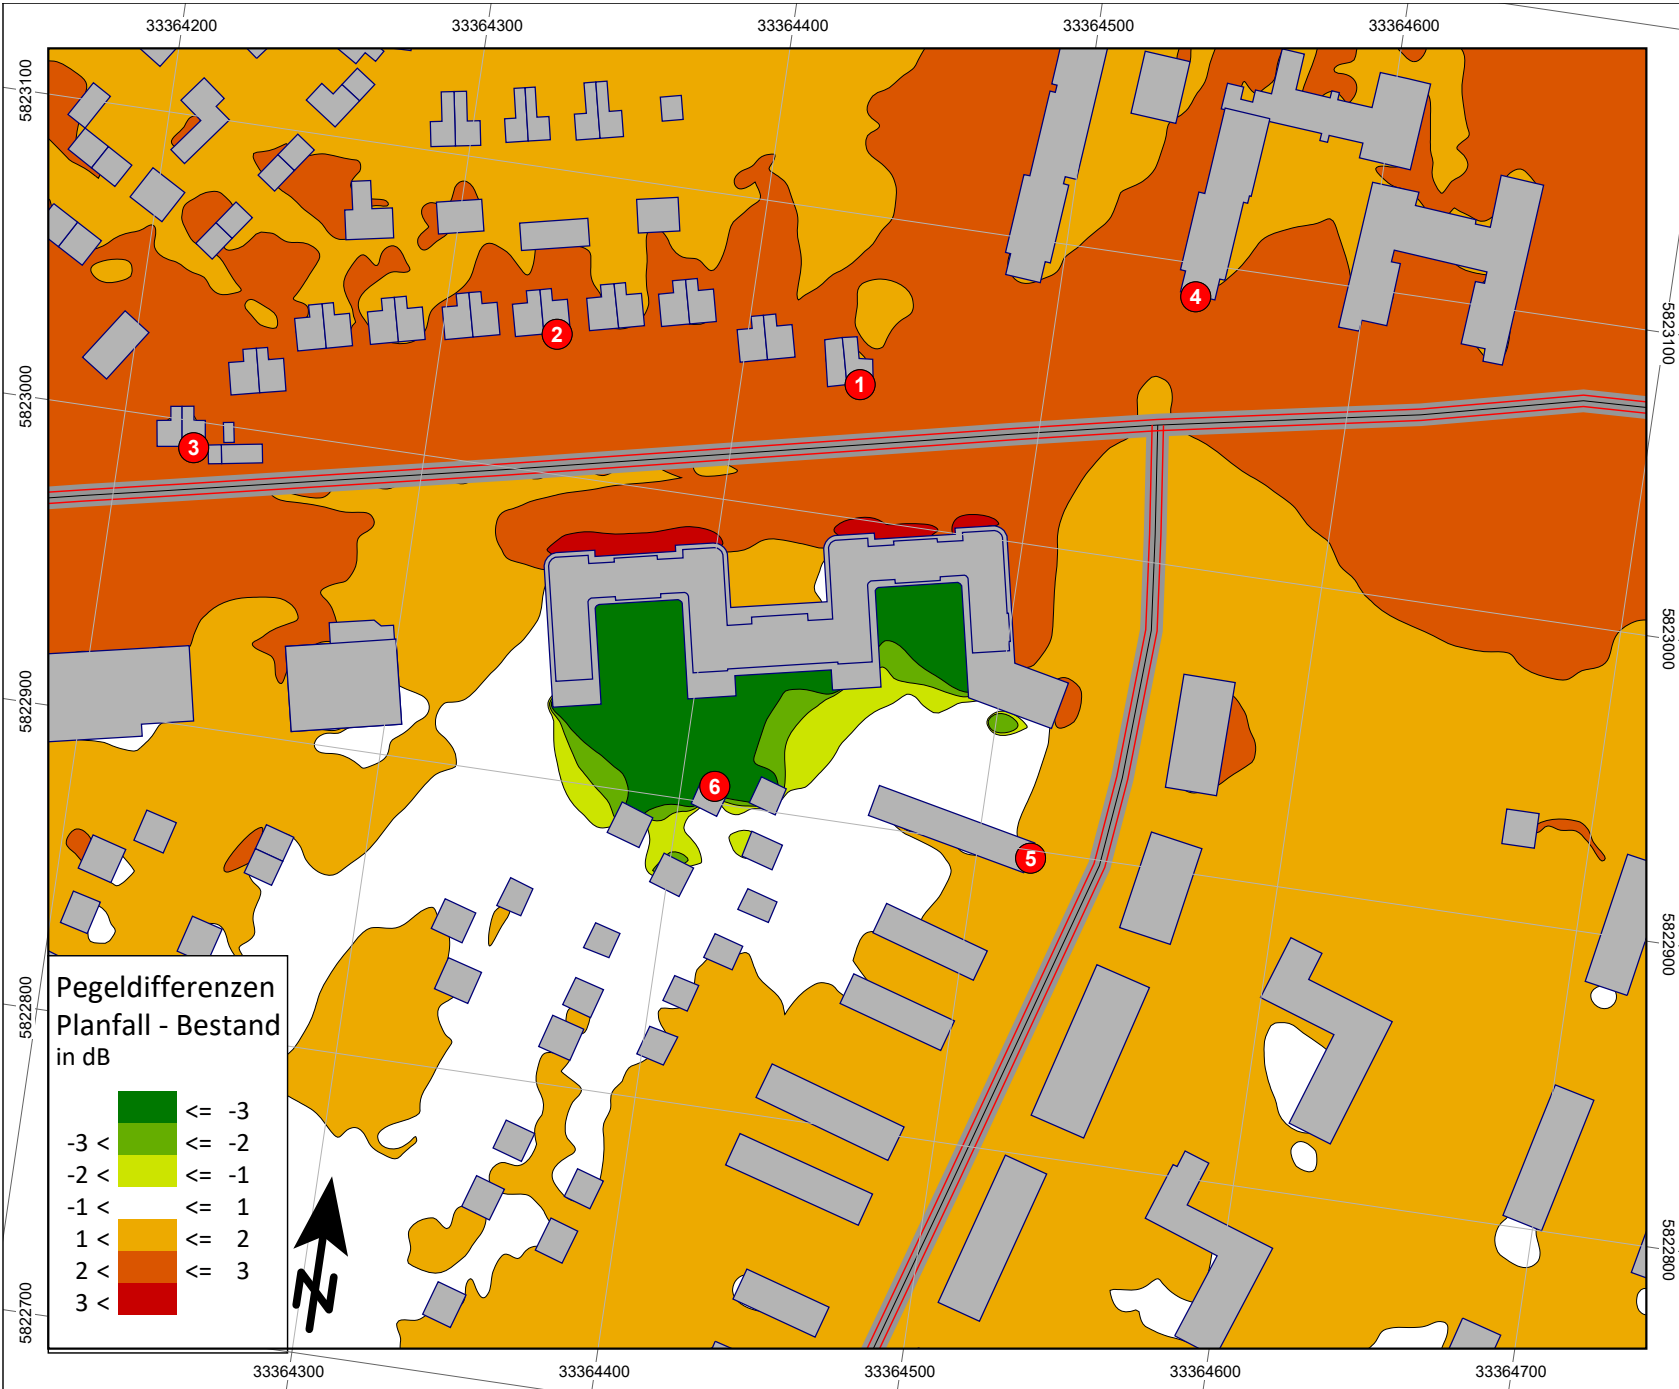 33364200 33364300 33364400 33364500 33364600
5823100
5823000
5822900
5822800
5822700
5823100
5823000
5822900
5822800
4
2
1
3
6
5
Pegeldifferenzen
Planfall - Bestand
in dB
<= -3
-3 < <= -2
-2 < <= -1
-1 < <= 1
1 < <= 2
2 < <= 3
3 <
N
33364300 33364400 33364500 33364600 33364700